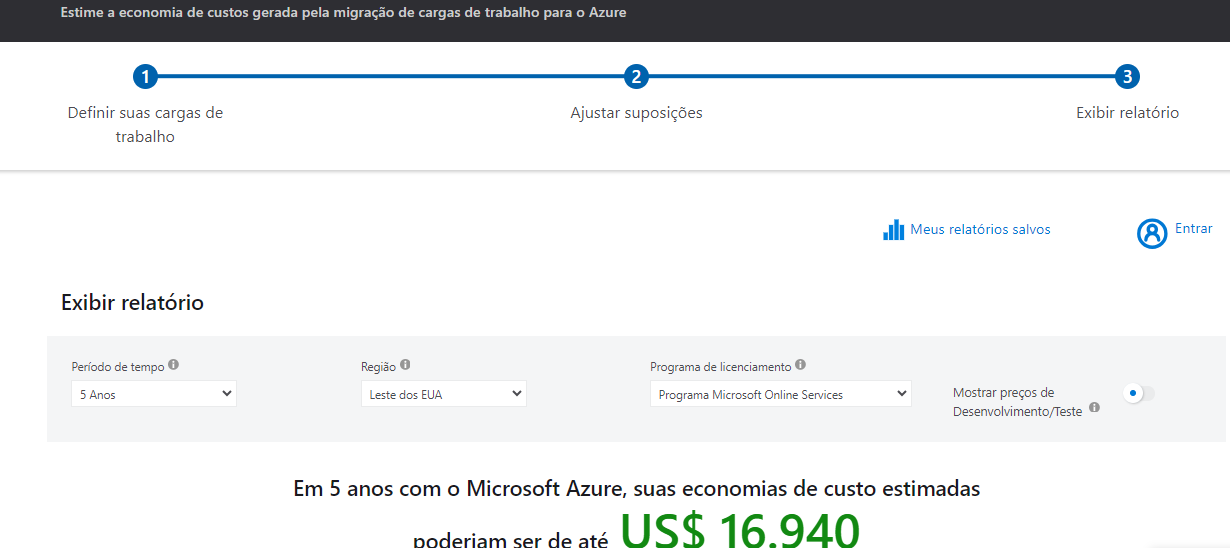 Estime a economia de custos gerada pela migração de cargas de trabalho para o Azure
1 2 3
Definir suas cargas de
trabalho
Ajustar suposições
Exibir relatório
Meus relatórios salvos
Entrar
Exibir relatório
Período de tempo
5 Anos
Região
Leste dos EUA
Programa de licenciamento
Programa Microsoft Online Services
Mostrar preços de
Desenvolvimento/Teste
Em 5 anos com o Microsoft Azure, suas economias de custo estimadas
poderiam ser de até US$ 16.940